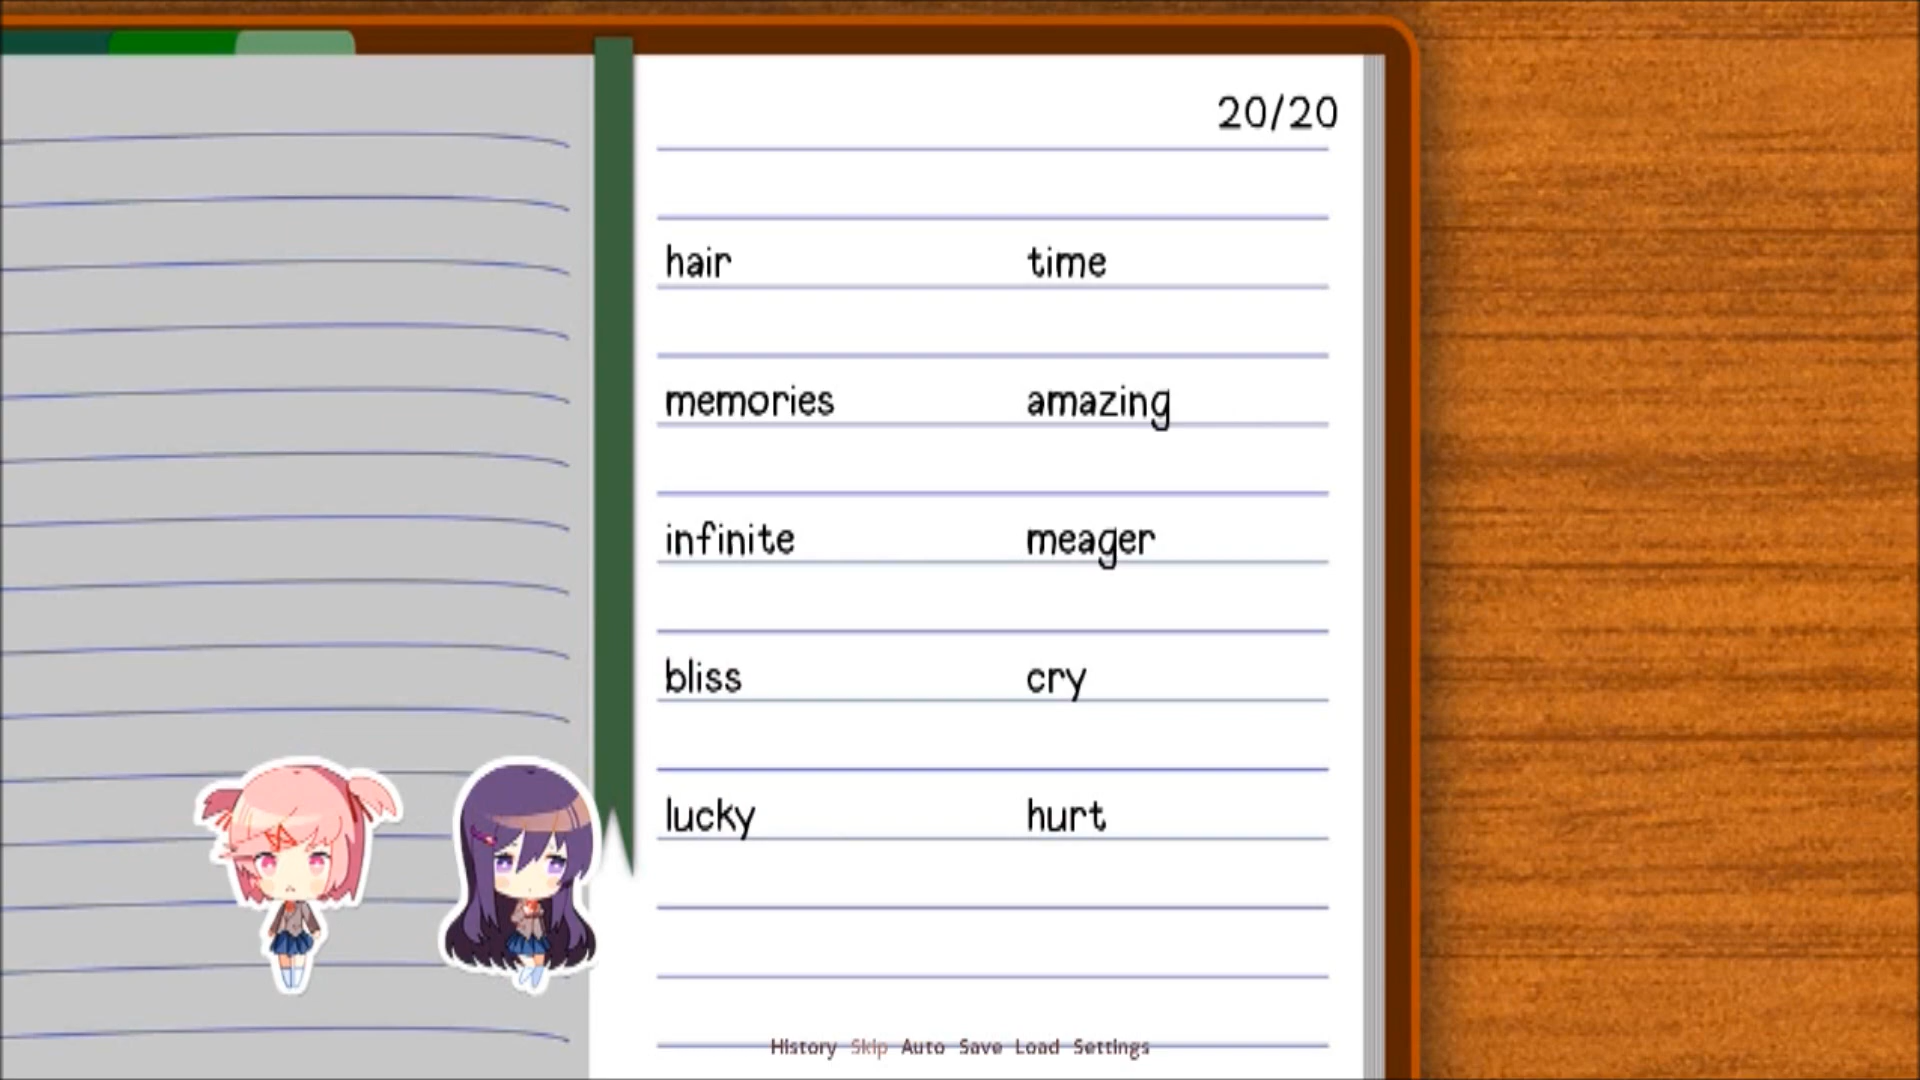 20/20
hair time
memories amazing
infinite meager
bliss cry
lucky hurt
History Skip Auto Save Load Settings